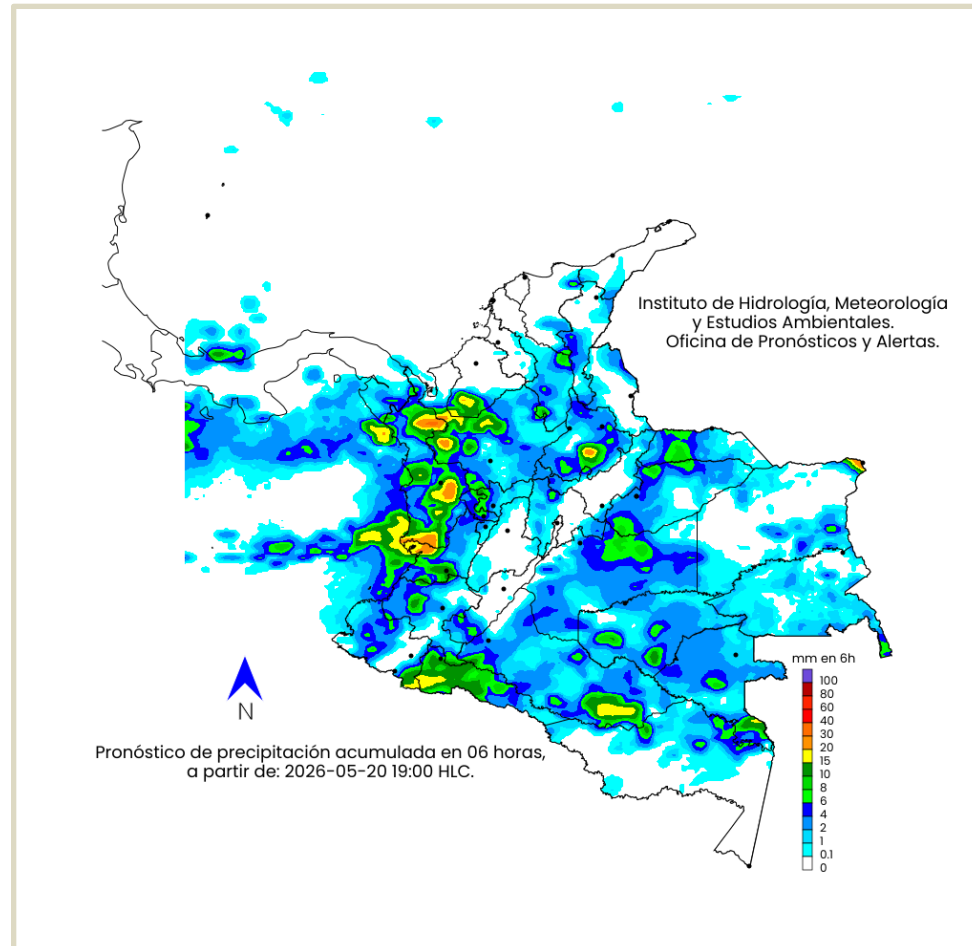 Instituto de Hidrología, Meteorología
y Estudios Ambientales.
Oficina de Pronósticos y Alertas.
mm en 6h
100
80
60
40
30
20
15
10
8
6
4
2
1
0.1
0
N
Pronóstico de precipitación acumulada en 06 horas,
a partir de: 2026-05-20 19:00 HLC.